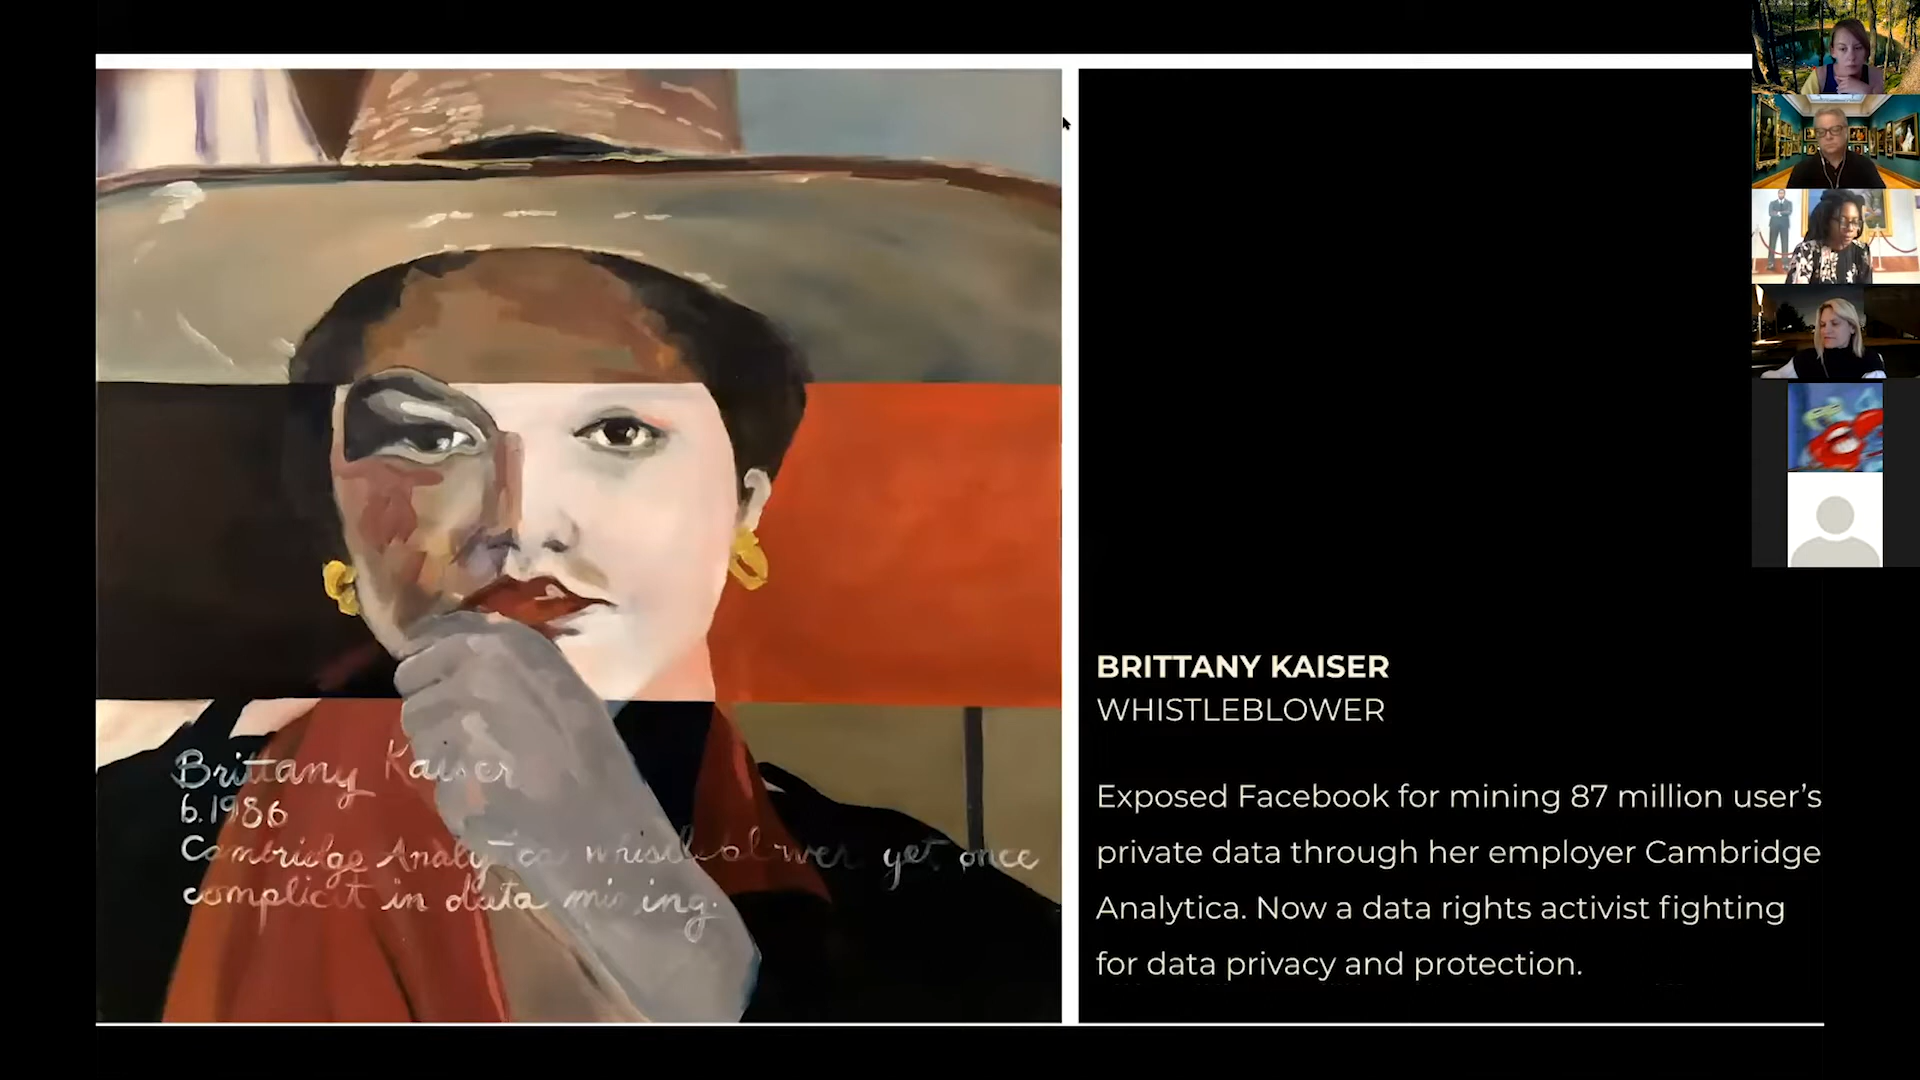 Brittany Kaiser
b.1986
Cambridge Analytica whistleblower yet once
complicit in data mining.
BRITTANY KAISER
WHISTLEBLOWER
Exposed Facebook for mining 87 million user's
private data through her employer Cambridge
Analytica. Now a data rights activist fighting
for data privacy and protection.